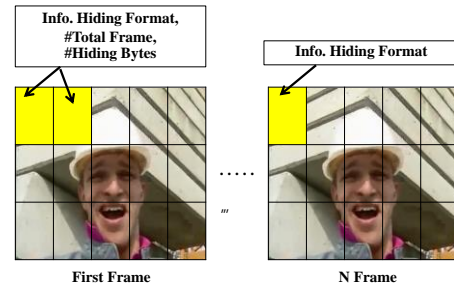 Info. Hiding Format,
#Total Frame,
#Hiding Bytes
Info. Hiding Format
.....
,,,
First Frame
N Frame